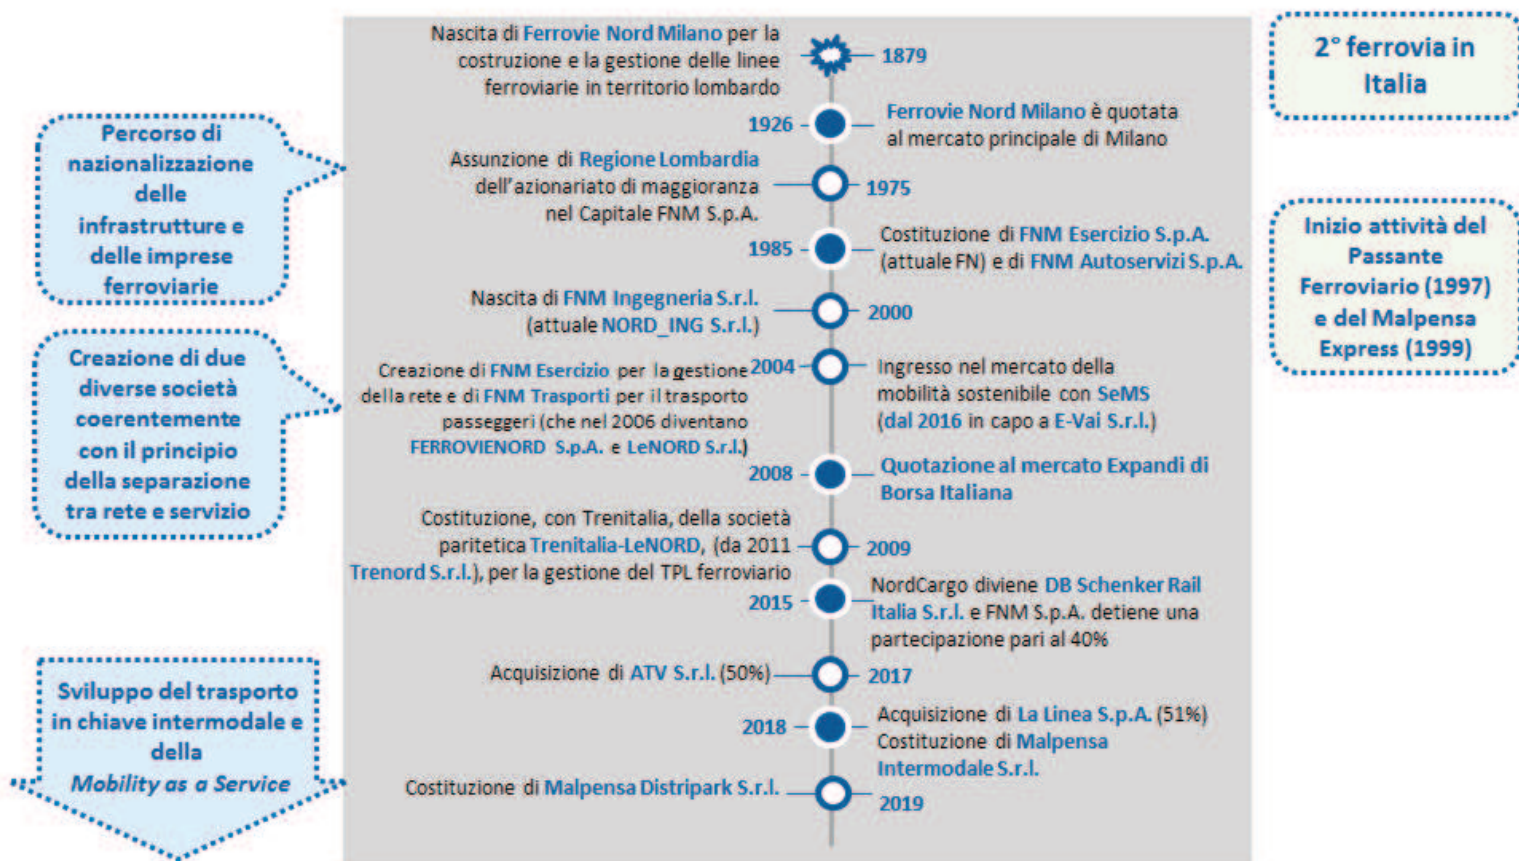 Nascita di Ferrovie Nord Milano per la
costruzione e la gestione delle linee
ferroviarie in territorio lombardo
1879
2° ferrovia in
Italia
1926
Ferrovie Nord Milano è quotata
al mercato principale di Milano
Percorso di
nazionalizzazione
delle
infrastrutture e
delle imprese
ferroviarie
Assunzione di Regione Lombardia
dell'azionariato di maggioranza
nel Capitale FNM S.p.A.
1975
1985
Costituzione di FNM Esercizio S.p.A.
(attuale FN) e di FNM Autoservizi S.p.A.
Inizio attività del
Passante
Ferroviario (1997)
e del Malpensa
Express (1999)
Nascita di FNM Ingegneria S.r.l.
(attuale NORD_ING S.r.l.)
2000
Creazione di due
diverse società
coerentemente
con il principio
della separazione
tra rete e servizio
Creazione di FNM Esercizio per la gestione
della rete e di FNM Trasporti per il trasporto
passeggeri (che nel 2006 diventano
FERROVIENORD S.p.A. e LeNORD S.r.l.)
2004
Ingresso nel mercato della
mobilità sostenibile con SeMS
(dal 2016 in capo a E-Vai S.r.l.)
2008
Quotazione al mercato Expandi di
Borsa Italiana
Costituzione, con Trenitalia, della società
paritetica Trenitalia-LeNORD, (da 2011
Trenord S.r.l.), per la gestione del TPL ferroviario
2009
2015
NordCargo diviene DB Schenker Rail
Italia S.r.l. e FNM S.p.A. detiene una
partecipazione pari al 40%
Acquisizione di ATV S.r.l. (50%)
2017
Sviluppo del trasporto
in chiave intermodale e
della
Mobility as a Service
2018
Acquisizione di La Linea S.p.A. (51%)
Costituzione di Malpensa
Intermodale S.r.l.
Costituzione di Malpensa Distripark S.r.l.
2019